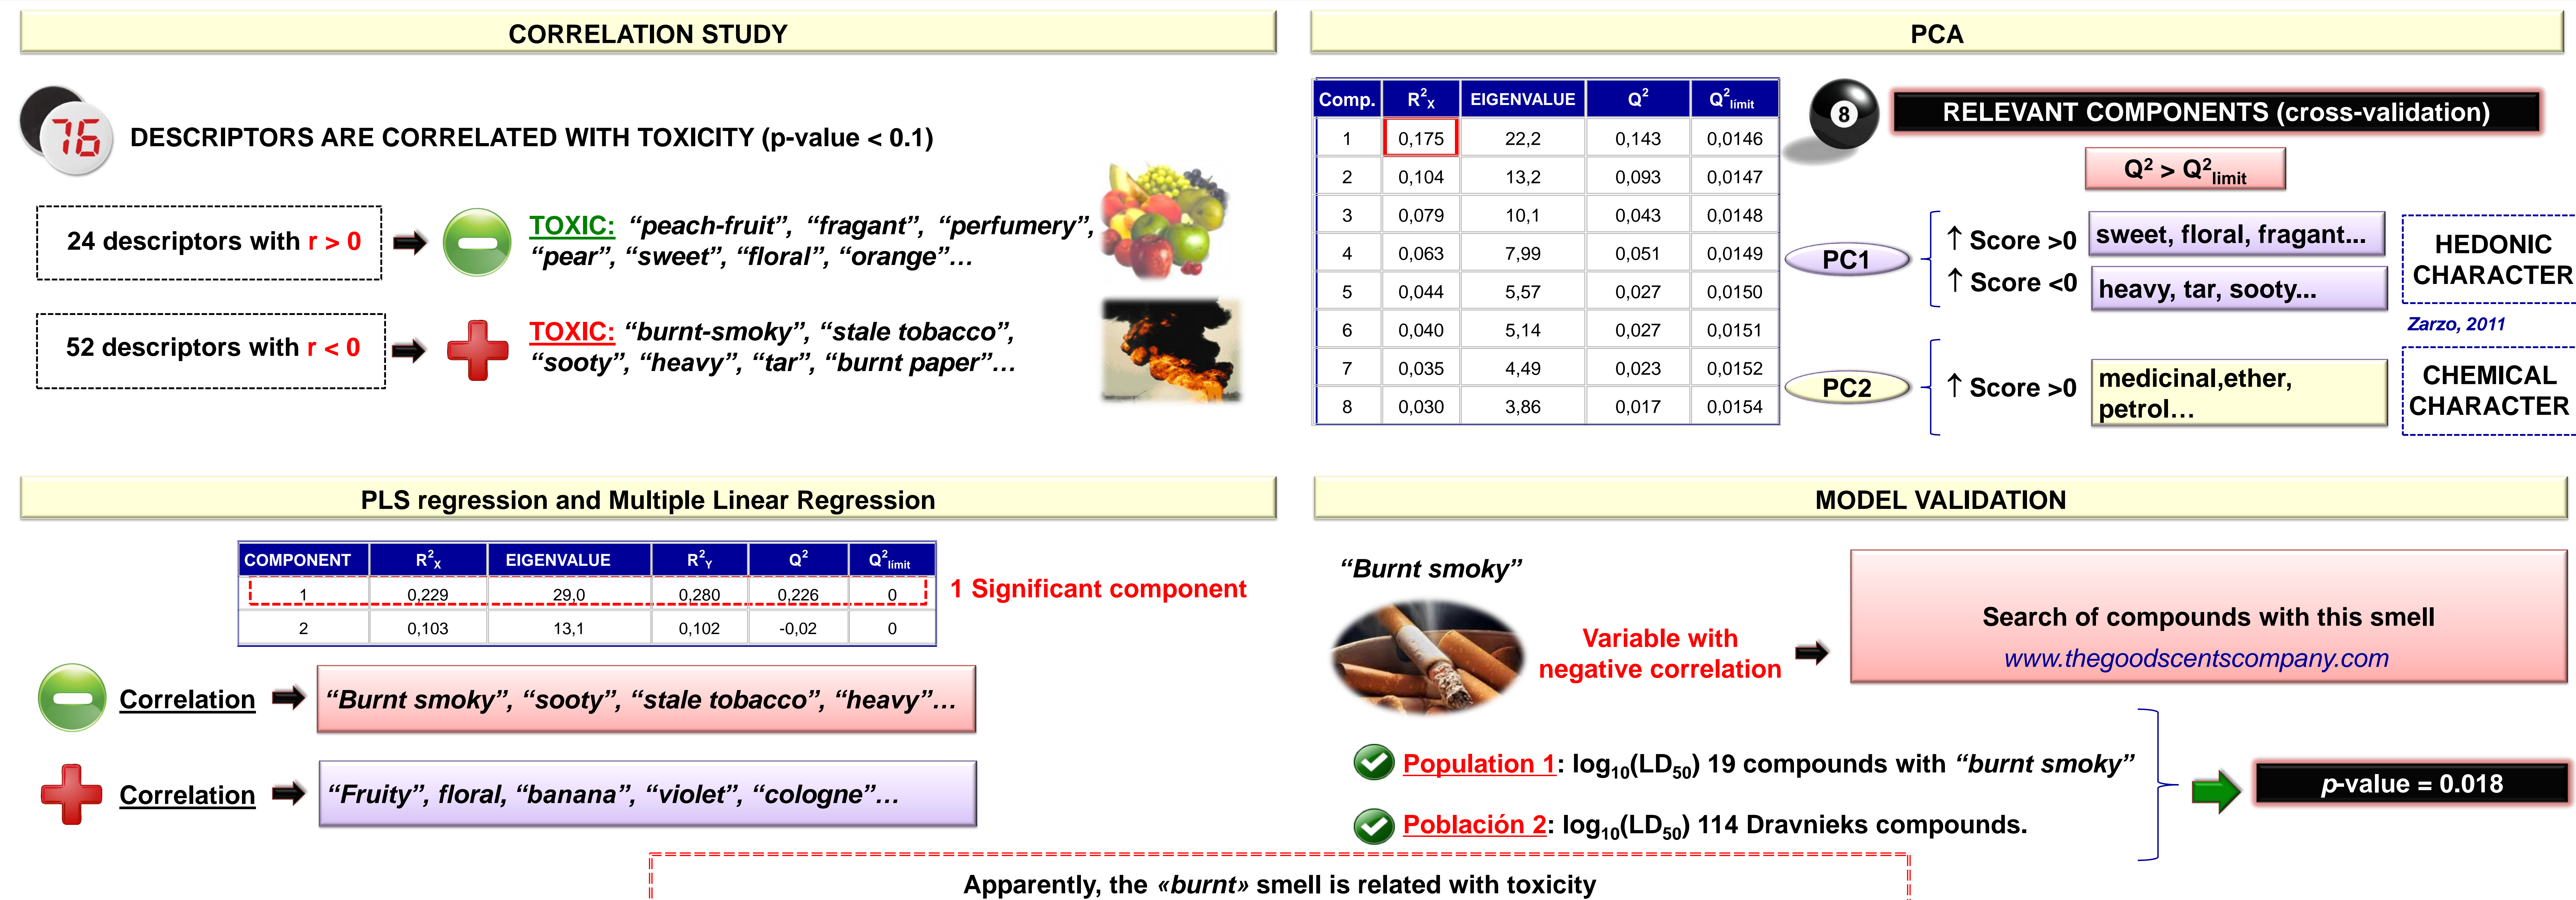 CORRELATION STUDY
76
DESCRIPTORS ARE CORRELATED WITH TOXICITY (p-value < 0.1)
24 descriptors with r > 0
TOXIC: “peach-fruit”, “fragant”, “perfumery”,
“pear”, “sweet”, “floral”, “orange”…
52 descriptors with r < 0
TOXIC: “burnt-smoky”, “stale tobacco”,
“sooty”, “heavy”, “tar”, “burnt paper”…
PCA
Comp. R²X EIGENVALUE Q² Q²límit
1 0,175 22,2 0,143 0,0146
2 0,104 13,2 0,093 0,0147
3 0,079 10,1 0,043 0,0148
4 0,063 7,99 0,051 0,0149
5 0,044 5,57 0,027 0,0150
6 0,040 5,14 0,027 0,0151
7 0,035 4,49 0,023 0,0152
8 0,030 3,86 0,017 0,0154
8
RELEVANT COMPONENTS (cross-validation)
Q² > Q²limit
PC1
↑ Score >0
sweet, floral, fragant...
↑ Score <0
heavy, tar, sooty...
HEDONIC
CHARACTER
Zarzo, 2011
PC2
↑ Score >0
medicinal,ether,
petrol…
CHEMICAL
CHARACTER
PLS regression and Multiple Linear Regression
COMPONENT R²X EIGENVALUE R²Y Q² Q²límit
1 0,229 29,0 0,280 0,226 0
2 0,103 13,1 0,102 -0,02 0
1 Significant component
Correlation
“Burnt smoky”, “sooty”, “stale tobacco”, “heavy”…
Correlation
“Fruity”, floral, “banana”, “violet”, “cologne”…
MODEL VALIDATION
“Burnt smoky”
Variable with
negative correlation
Search of compounds with this smell
www.thegoodscentscompany.com
Population 1: log₁₀(LD₅₀) 19 compounds with “burnt smoky”
Población 2: log₁₀(LD₅₀) 114 Dravnieks compounds.
p-value = 0.018
Apparently, the «burnt» smell is related with toxicity